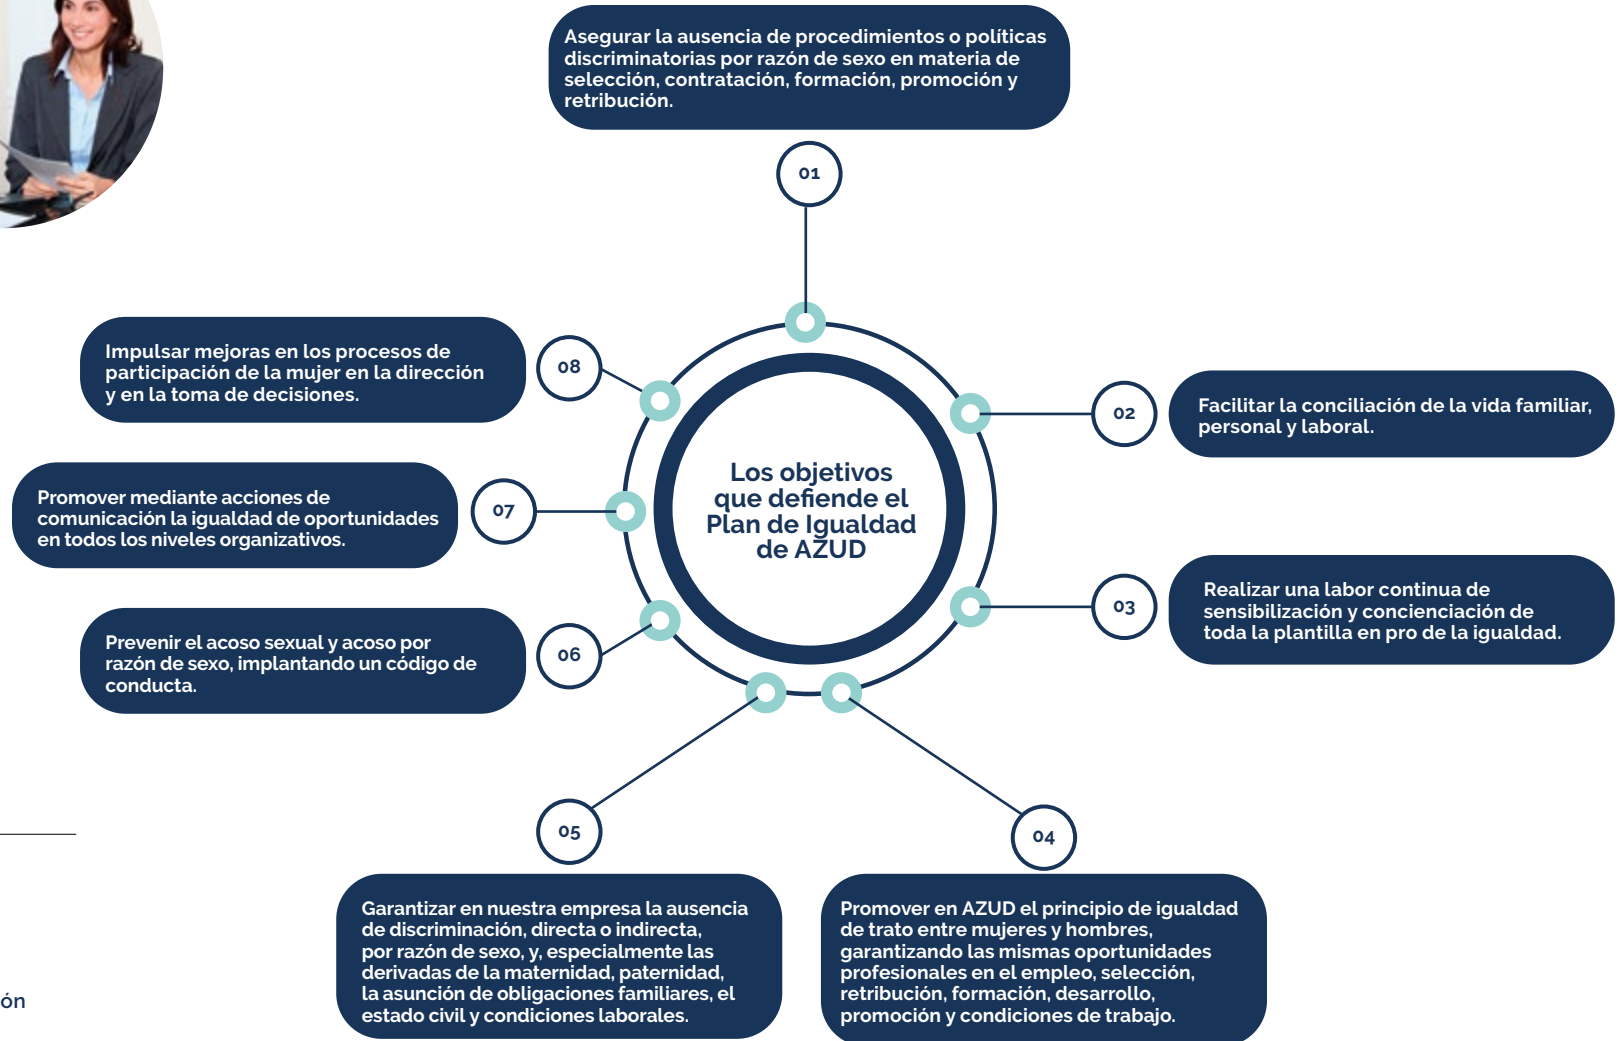 Asegurar la ausencia de procedimientos o políticas
discriminatorias por razón de sexo en materia de
selección, contratación, formación, promoción y
retribución.
01
Los objetivos
que defiende el
Plan de Igualdad
de AZUD
02
Facilitar la conciliación de la vida familiar,
personal y laboral.
03
Realizar una labor continua de
sensibilización y concienciación de
toda la plantilla en pro de la igualdad.
04
Promover en AZUD el principio de igualdad
de trato entre mujeres y hombres,
garantizando las mismas oportunidades
profesionales en el empleo, selección,
retribución, formación, desarrollo,
promoción y condiciones de trabajo.
05
Garantizar en nuestra empresa la ausencia
de discriminación, directa o indirecta,
por razón de sexo, y, especialmente las
derivadas de la maternidad, paternidad,
la asunción de obligaciones familiares, el
estado civil y condiciones laborales.
06
Prevenir el acoso sexual y acoso por
razón de sexo, implantando un código de
conducta.
07
Promover mediante acciones de
comunicación la igualdad de oportunidades
en todos los niveles organizativos.
08
Impulsar mejoras en los procesos de
participación de la mujer en la dirección
y en la toma de decisiones.
ón